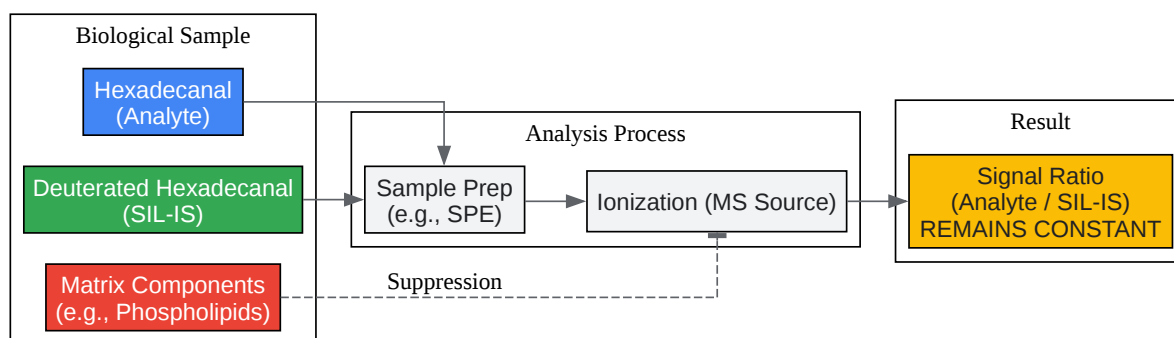 Biological Sample
Hexadecanal
(Analyte)
Deuterated Hexadecanal
(SIL-IS)
Matrix Components
(e.g., Phospholipids)
Suppression
Analysis Process
Sample Prep
(e.g., SPE)
Ionization (MS Source)
Result
Signal Ratio
(Analyte / SIL-IS)
REMAINS CONSTANT